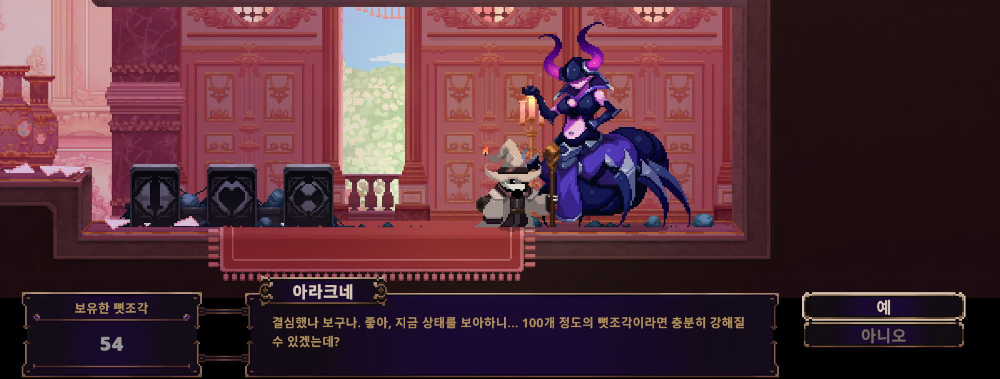 아라크네
보유한 뼛조각
54
결심했나 보구나. 좋아, 지금 상태를 보아하니... 100개 정도의 뼛조각이라면 충분히 강해질
수 있겠는데?
예
아니오